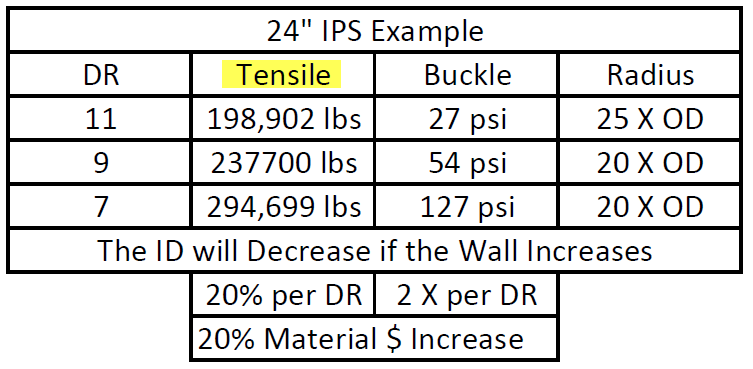 24" IPS Example
DR Tensile Buckle Radius
11 198,902 lbs 27 psi 25 X OD
9 237700 lbs 54 psi 20 X OD
7 294,699 lbs 127 psi 20 X OD
The ID will Decrease if the Wall Increases
20% per DR 2 X per DR
20% Material $ Increase